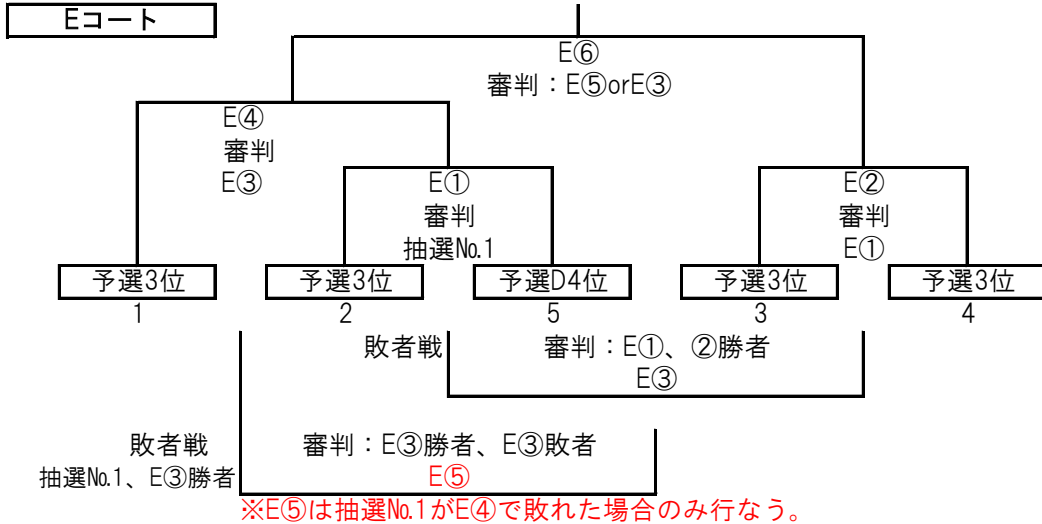 Eコート
E⑥
審判：E⑤orE③
E④
審判
E③
E①
審判
抽選№1
E②
審判
E①
予選3位 予選3位 予選D4位 予選3位 予選3位
1 2 5 3 4
敗者戦 審判：E①、②勝者
E③
敗者戦 審判：E③勝者、E③敗者
抽選№1、E③勝者 E⑤
※E⑤は抽選№1がE④で敗れた場合のみ行なう。